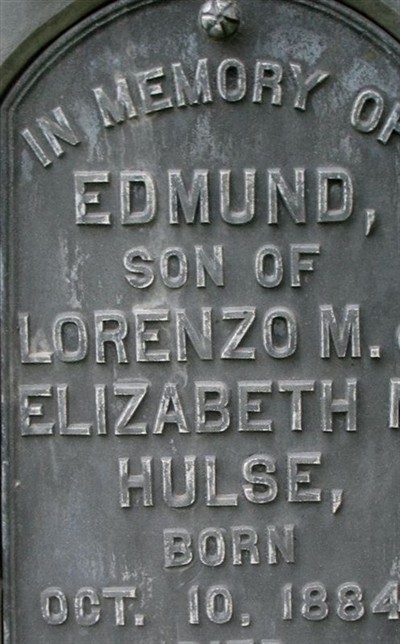 IN MEMORY OF
EDMUND,
SON OF
LORENZO M.
ELIZABETH
HULSE,
BORN
OCT. 10, 1884